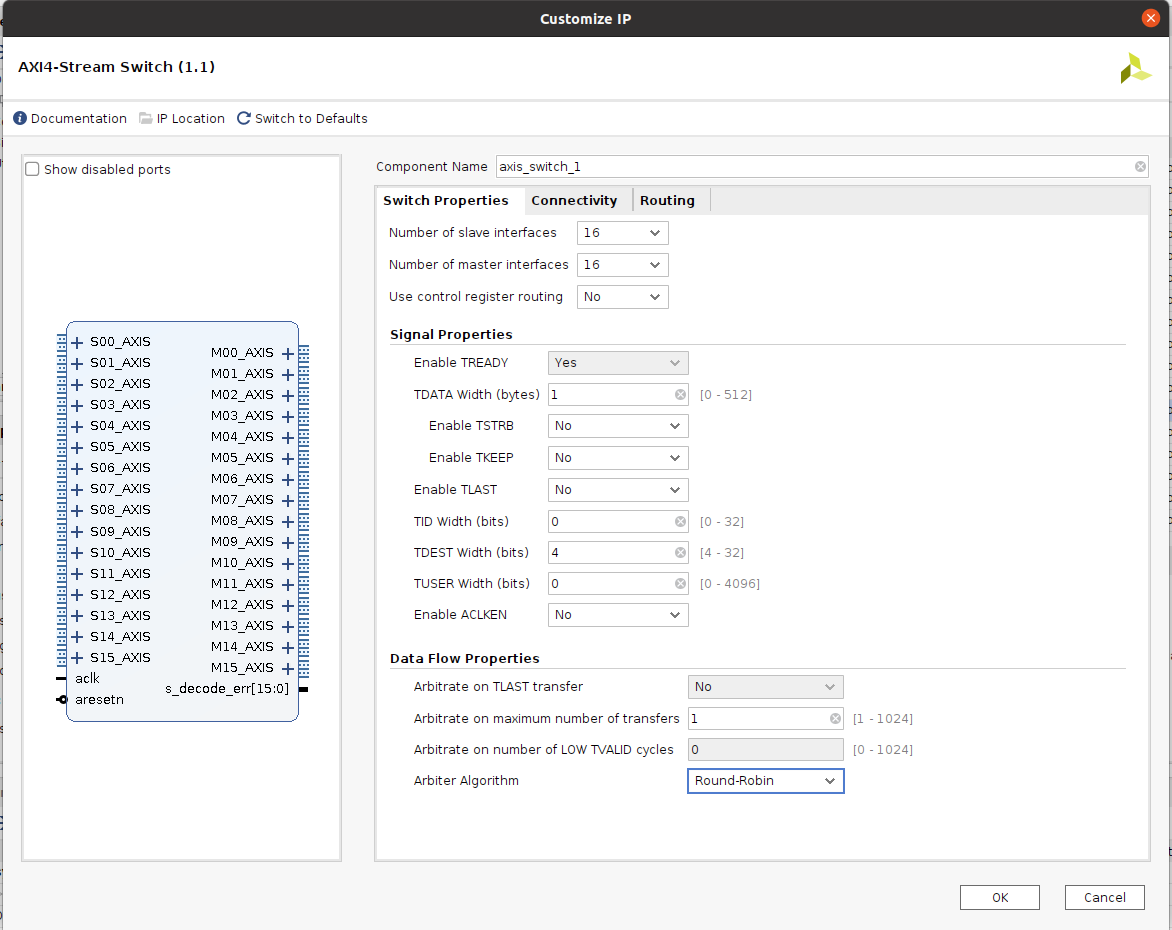 Customize IP
AXI4-Stream Switch (1.1)
Documentation IP Location Switch to Defaults
Show disabled ports
S00_AXIS
S01_AXIS
S02_AXIS
S03_AXIS
S04_AXIS
S05_AXIS
S06_AXIS
S07_AXIS
S08_AXIS
S09_AXIS
S10_AXIS
S11_AXIS
S12_AXIS
S13_AXIS
S14_AXIS
S15_AXIS
aclk
aresetn
M00_AXIS
M01_AXIS
M02_AXIS
M03_AXIS
M04_AXIS
M05_AXIS
M06_AXIS
M07_AXIS
M08_AXIS
M09_AXIS
M10_AXIS
M11_AXIS
M12_AXIS
M13_AXIS
M14_AXIS
M15_AXIS
s_decode_err[15:0]
Component Name axis_switch_1
Switch Properties Connectivity Routing
Number of slave interfaces 16
Number of master interfaces 16
Use control register routing No
Signal Properties
Enable TREADY Yes
TDATA Width (bytes) 1 [0 - 512]
Enable TSTRB No
Enable TKEEP No
Enable TLAST No
TID Width (bits) 0 [0 - 32]
TDEST Width (bits) 4 [4 - 32]
TUSER Width (bits) 0 [0 - 4096]
Enable ACLKEN No
Data Flow Properties
Arbitrate on TLAST transfer No
Arbitrate on maximum number of transfers 1 [1 - 1024]
Arbitrate on number of LOW TVALID cycles 0 [0 - 1024]
Arbiter Algorithm Round-Robin
OK Cancel